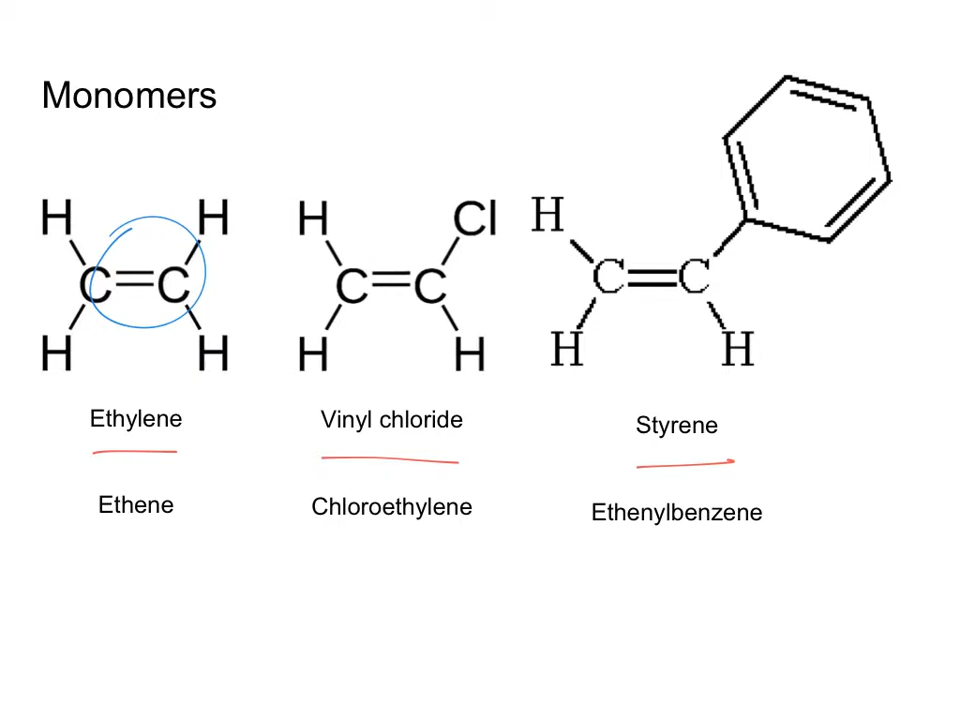 Monomers
H H
C=C
H H
H Cl
C=C
H H
H
C=C
H H
Ethylene
Vinyl chloride
Styrene
Ethene
Chloroethylene
Ethenylbenzene